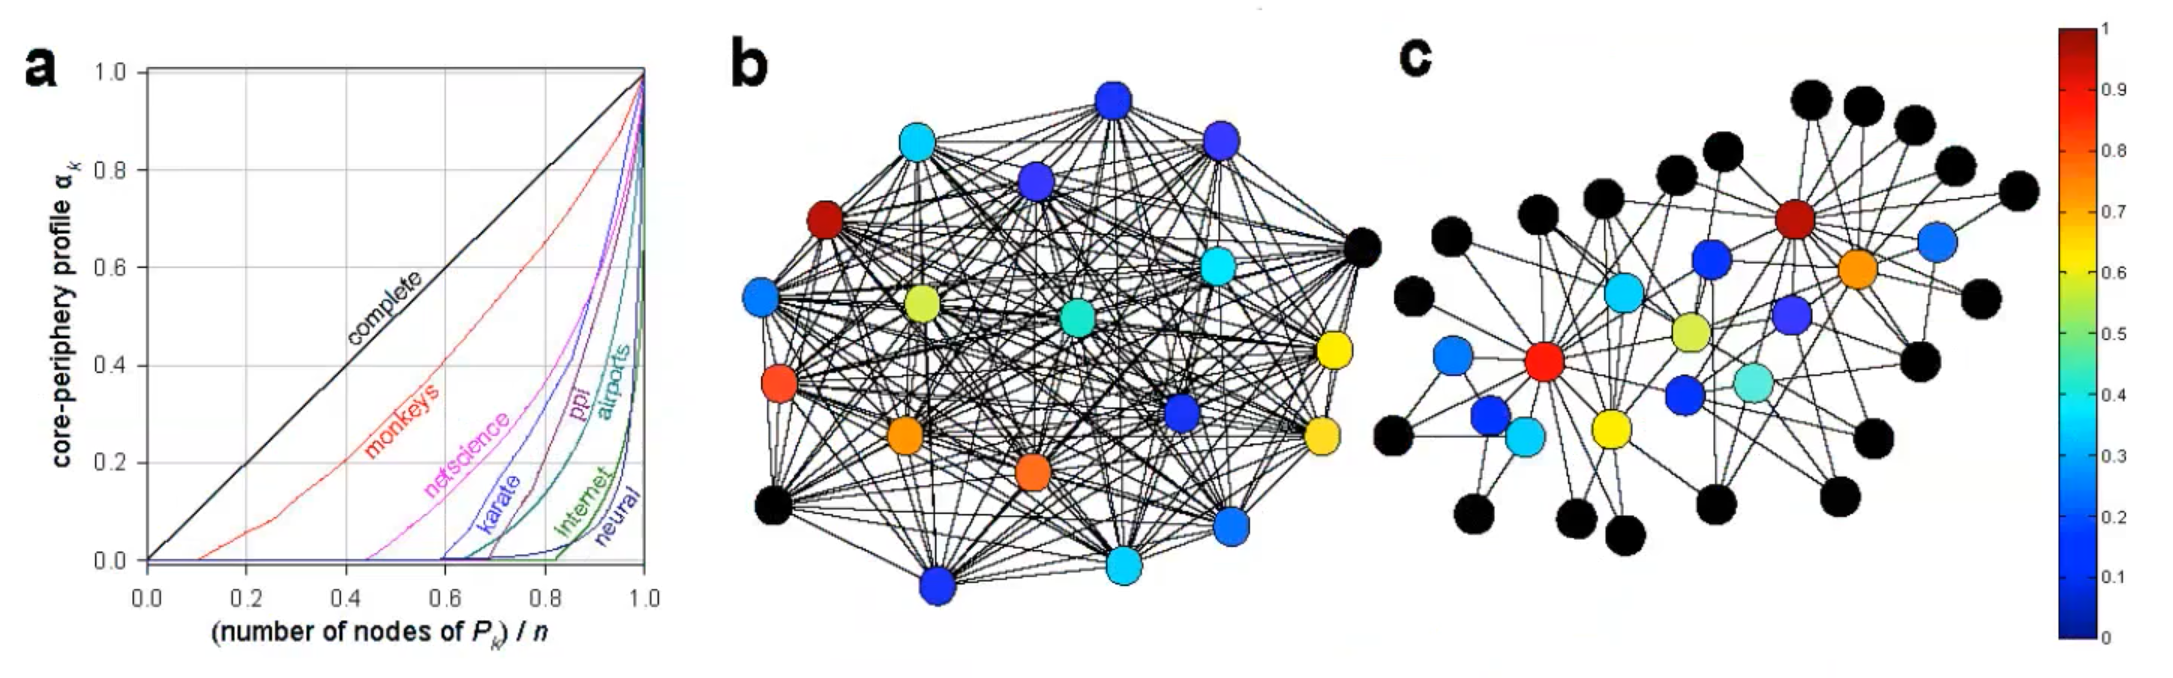 a
1.0
0.8
0.6
0.4
0.2
0.0
core-periphery profile αk
complete
monkeys
netscience
karate
ppi
airports
internet
neural
0.0 0.2 0.4 0.6 0.8 1.0
(number of nodes of Pk) / n
b
c
1
0.9
0.8
0.7
0.6
0.5
0.4
0.3
0.2
0.1
0